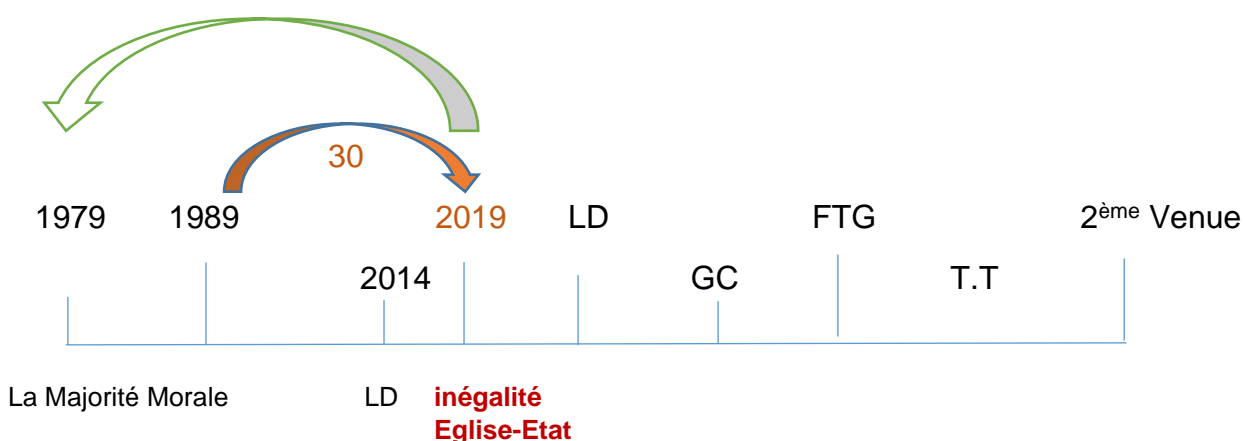 30
1979 1989 2019 LD FTG 2ème Venue
2014 GC T.T
La Majorité Morale LD inégalité
Eglise-Etat